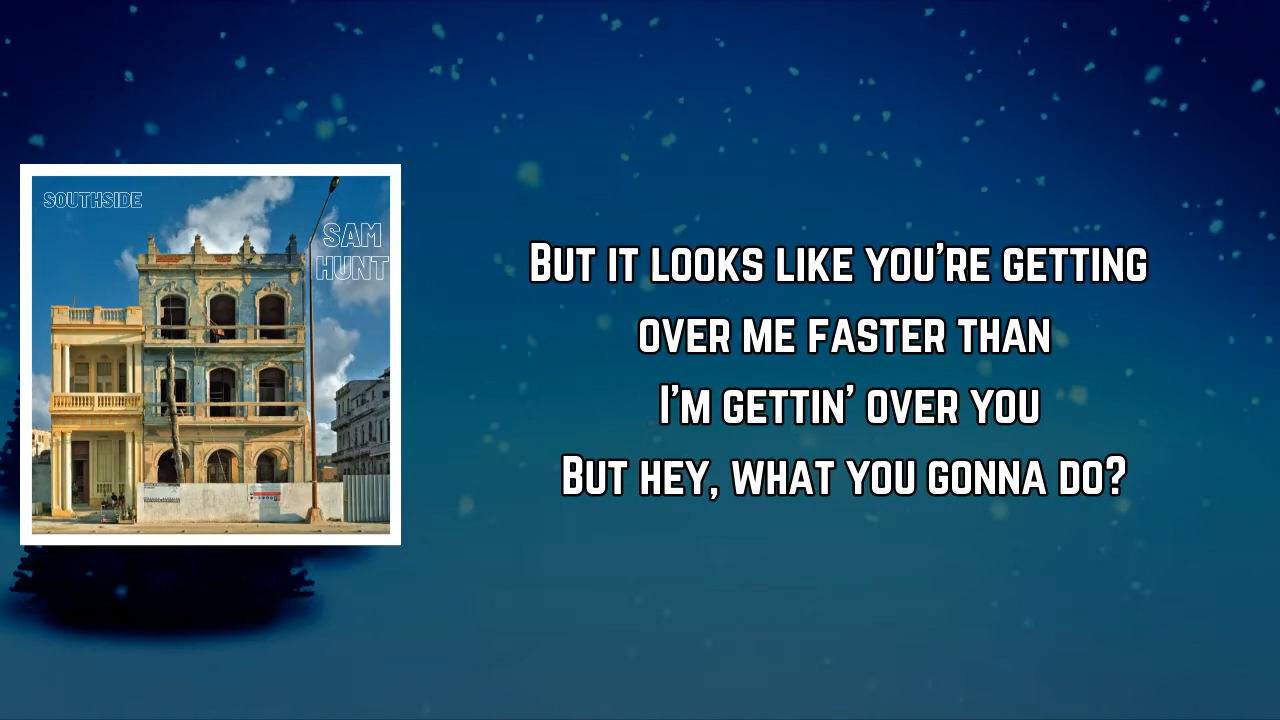 SOUTHSIDE
SAM
HUNT
BUT IT LOOKS LIKE YOU'RE GETTING
OVER ME FASTER THAN
I'M GETTIN' OVER YOU
BUT HEY, WHAT YOU GONNA DO?